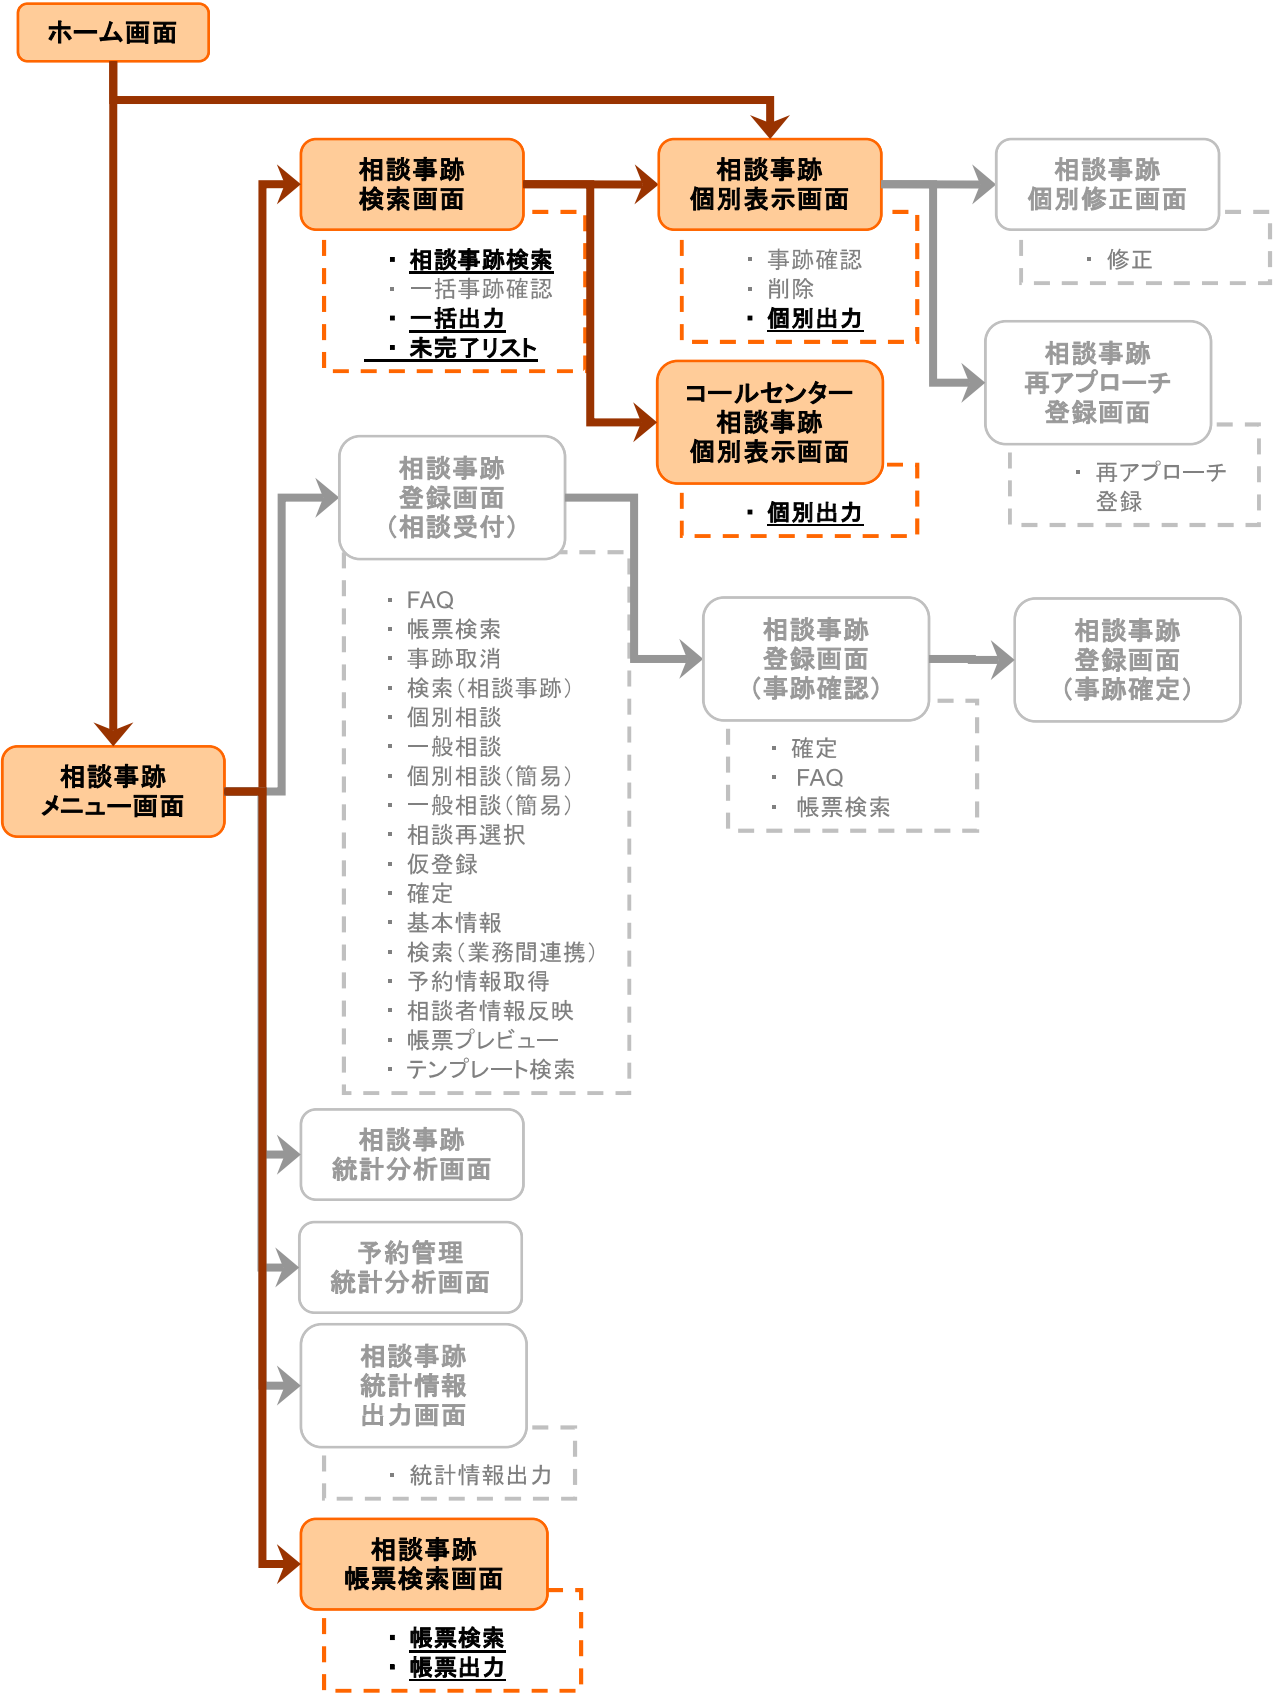 ホーム画面
相談事跡
検索画面
・ 相談事跡検索
・ 一括事跡確認
・ 一括出力
・ 未完了リスト
相談事跡
個別表示画面
・ 事跡確認
・ 削除
・ 個別出力
相談事跡
個別修正画面
・ 修正
相談事跡
再アプローチ
登録画面
・ 再アプローチ
登録
コールセンター
相談事跡
個別表示画面
・ 個別出力
相談事跡
登録画面
（相談受付）
・ FAQ
・ 帳票検索
・ 事跡取消
・ 検索（相談事跡）
・ 個別相談
・ 一般相談
・ 個別相談（簡易）
・ 一般相談（簡易）
・ 相談再選択
・ 仮登録
・ 確定
・ 基本情報
・ 検索（業務間連携）
・ 予約情報取得
・ 相談者情報反映
・ 帳票プレビュー
・ テンプレート検索
相談事跡
登録画面
（事跡確認）
・ 確定
・ FAQ
・ 帳票検索
相談事跡
登録画面
（事跡確定）
相談事跡
メニュー画面
相談事跡
統計分析画面
予約管理
統計分析画面
相談事跡
統計情報
出力画面
・ 統計情報出力
相談事跡
帳票検索画面
・ 帳票検索
・ 帳票出力